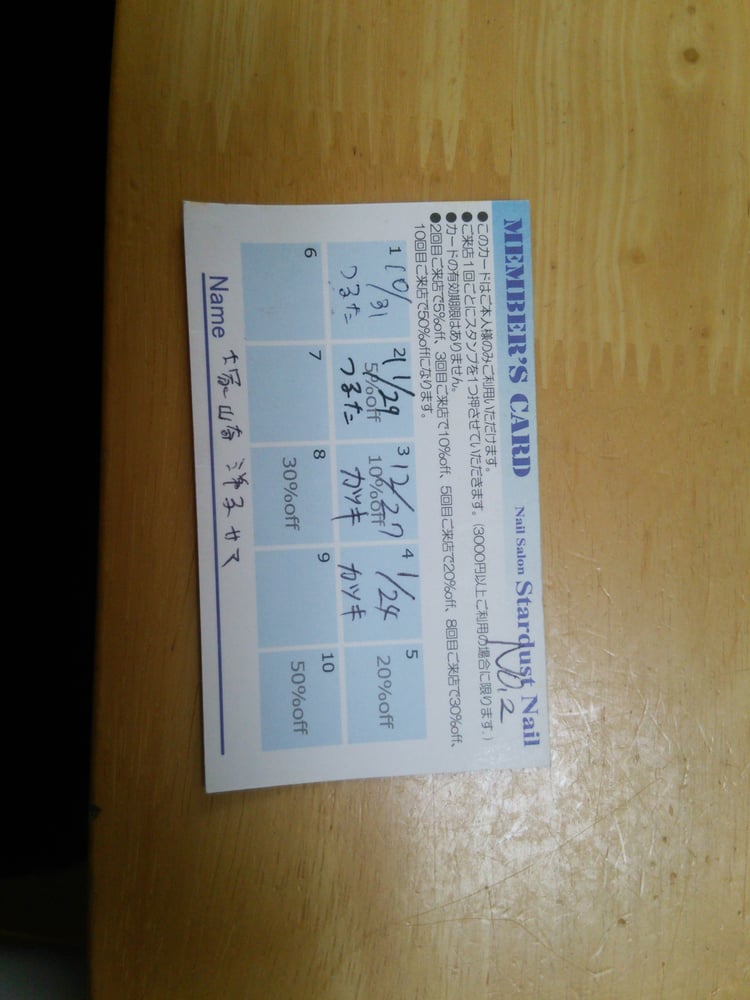 MEMBER'S CARD Nail Salon Stardust Nail
No,2
●このカードはご本人様のみご利用いただけます。
●ご来店1回ごとにスタンプを1つ押させていただきます。(3000円以上ご利用の場合に限ります。)
●カードの有効期限はありません。
●2回目ご来店で5%off、3回目ご来店で10%off、5回目ご来店で20%off、8回目ご来店で30%off、
10回目ご来店で50%offになります。
1 10/31 つるた
2 5%off 11/29 つるた
3 10%off 12/27 カツキ
4 1/24 カツキ
5 20%off
6
7
8 30%off
9
10 50%off
Name 塚崎 洋子 サマ